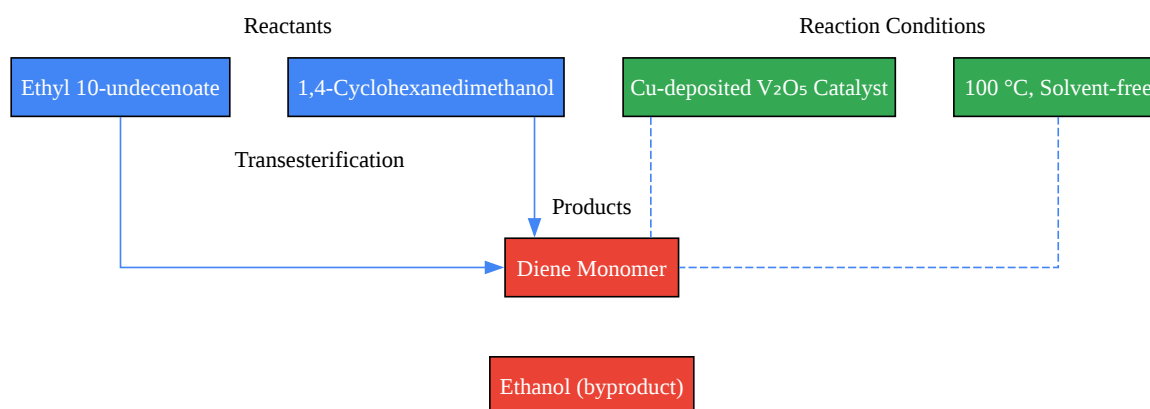 Reactants
Reaction Conditions
Ethyl 10-undecenoate
1,4-Cyclohexanedimethanol
Cu-deposited V₂O₅ Catalyst
100 °C, Solvent-free
Transesterification
Products
Diene Monomer
Ethanol (byproduct)